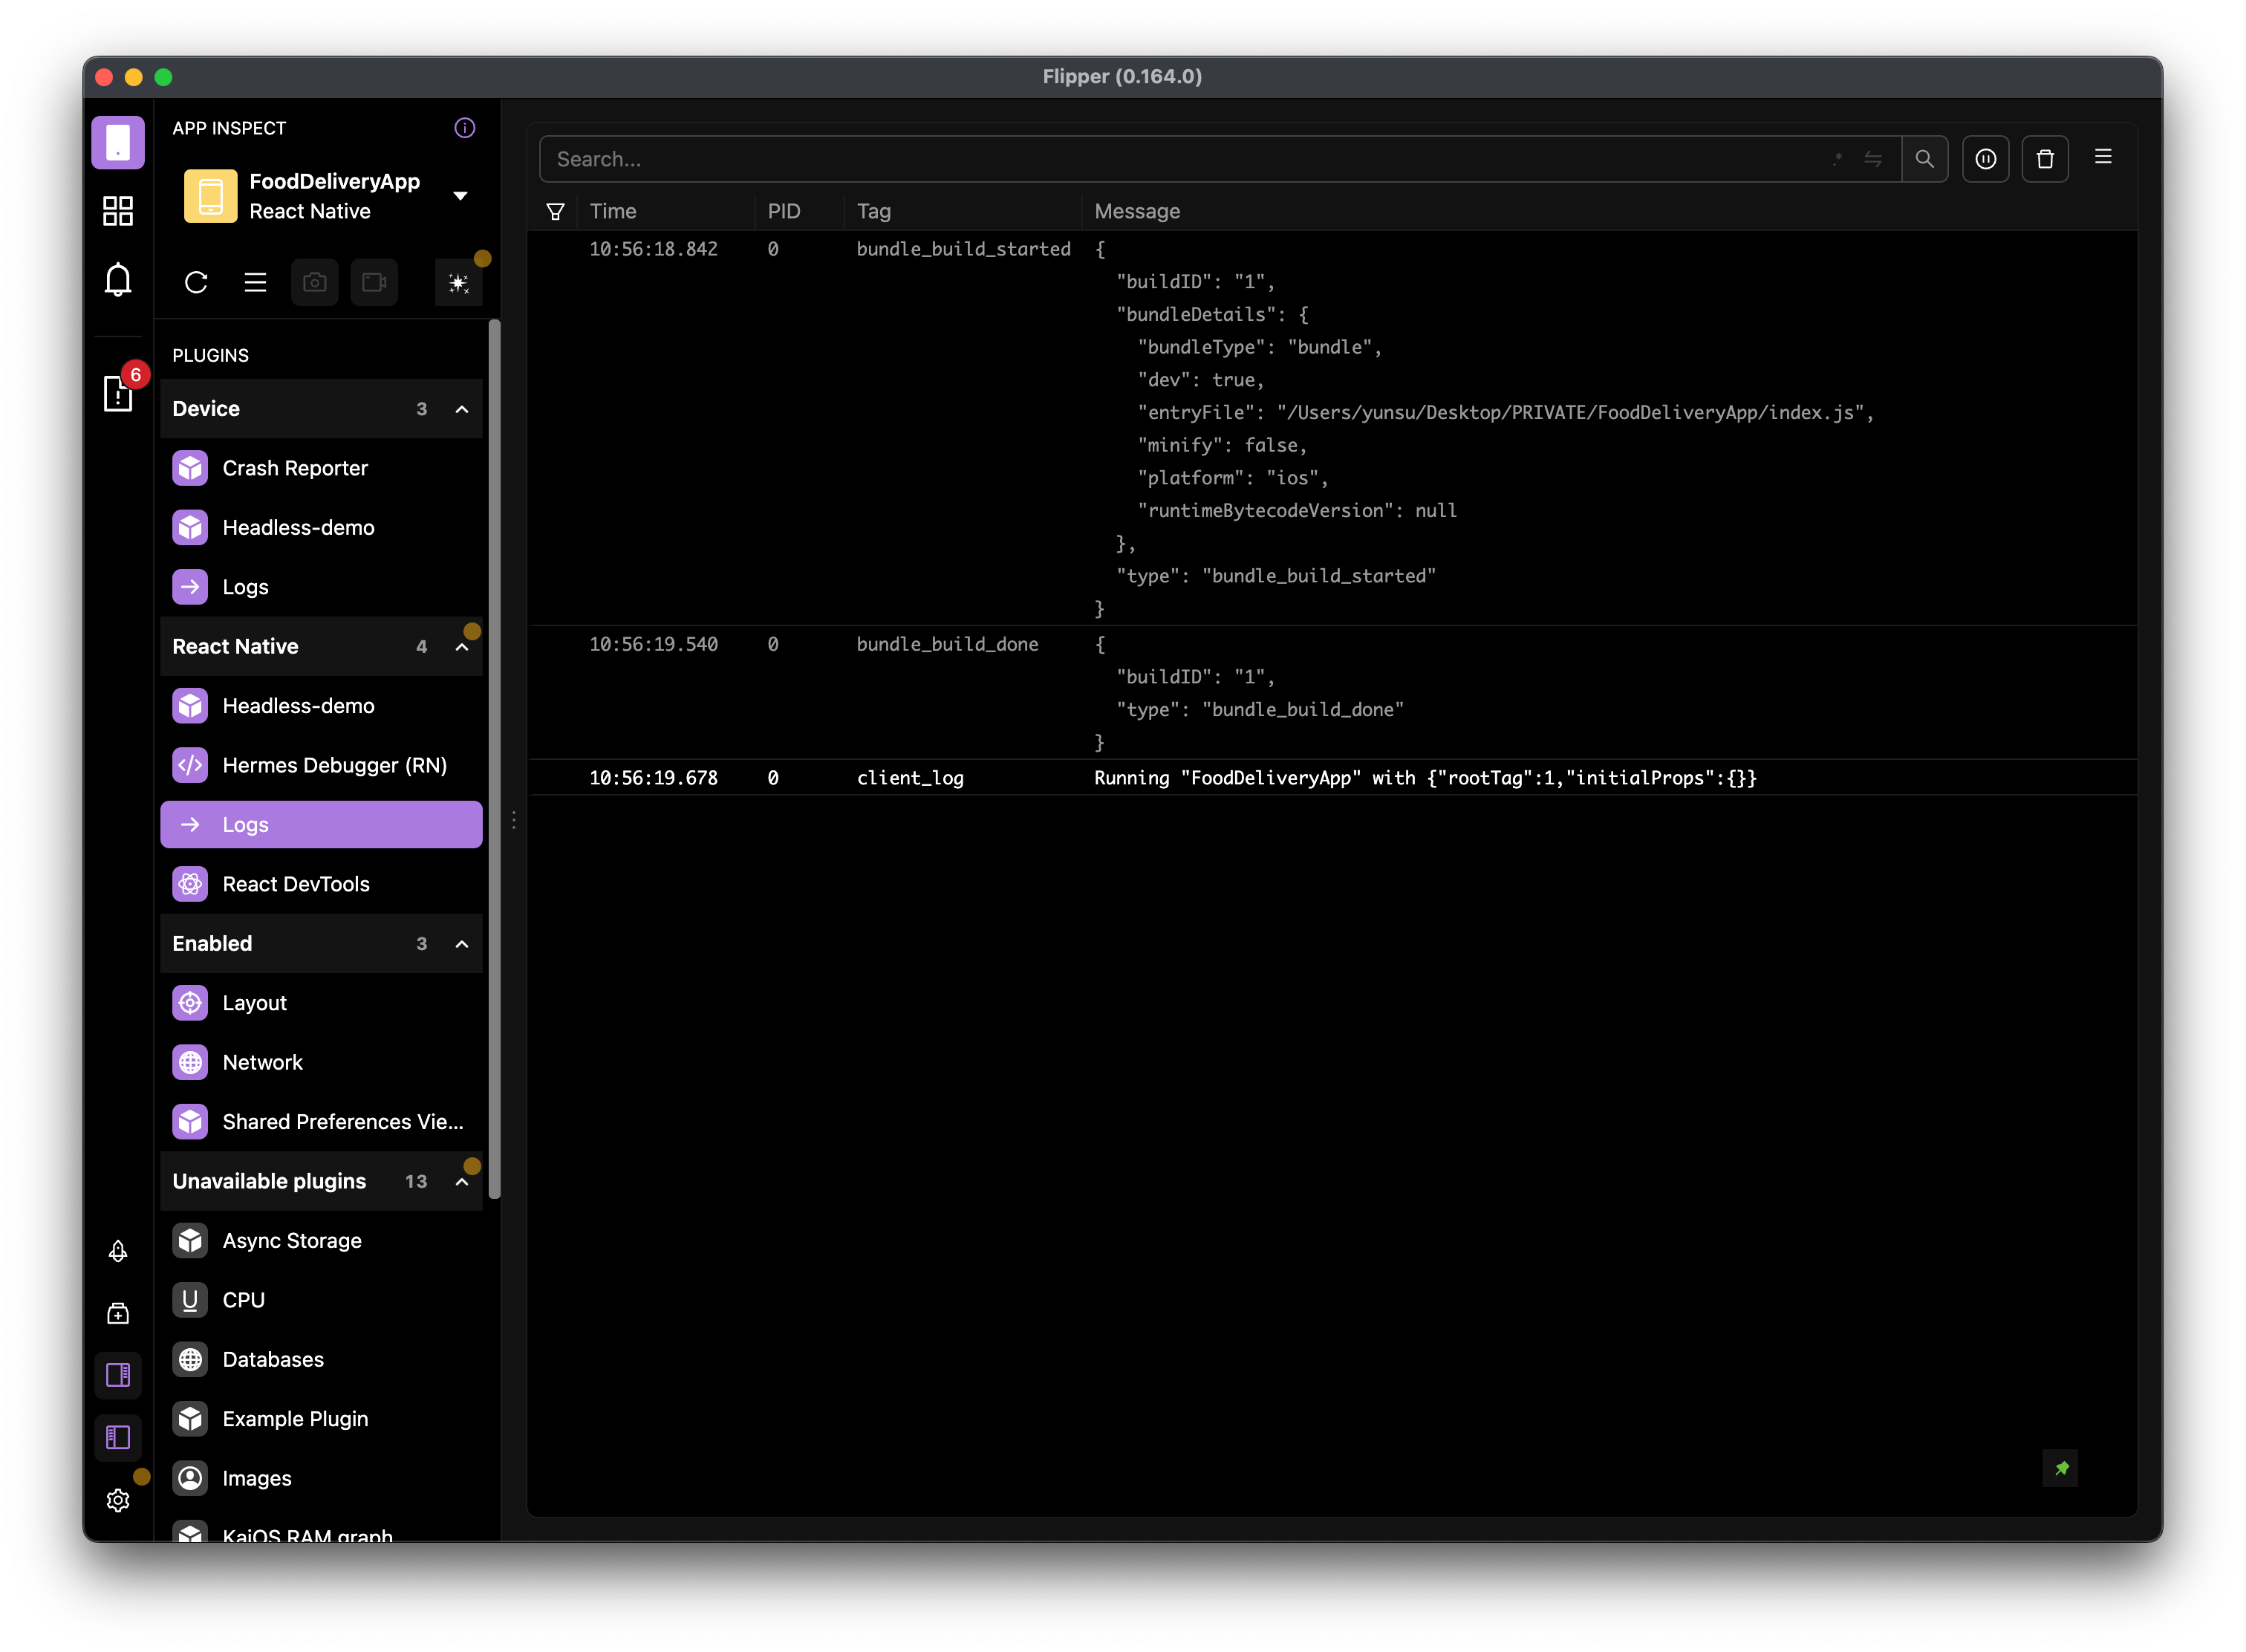 Flipper (0.164.0)
APP INSPECT
FoodDeliveryApp
React Native
6
PLUGINS
Device 3
Crash Reporter
Headless-demo
Logs
React Native 4
Headless-demo
Hermes Debugger (RN)
Logs
React DevTools
Enabled 3
Layout
Network
Shared Preferences Vie...
Unavailable plugins 13
Async Storage
CPU
Databases
Example Plugin
Images
KaiOS RAM graph
Search...
.*
Time PID Tag Message
10:56:18.842 0 bundle_build_started {
"buildID": "1",
"bundleDetails": {
"bundleType": "bundle",
"dev": true,
"entryFile": "/Users/yunsu/Desktop/PRIVATE/FoodDeliveryApp/index.js",
"minify": false,
"platform": "ios",
"runtimeBytecodeVersion": null
},
"type": "bundle_build_started"
}
10:56:19.540 0 bundle_build_done {
"buildID": "1",
"type": "bundle_build_done"
}
10:56:19.678 0 client_log Running "FoodDeliveryApp" with {"rootTag":1,"initialProps":{}}